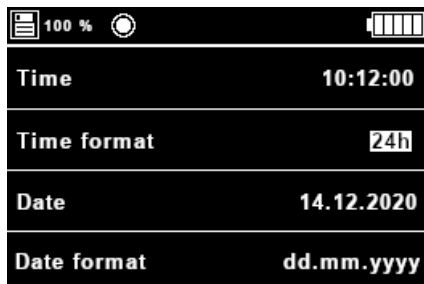 100 %
Time 10:12:00
Time format 24h
Date 14.12.2020
Date format dd.mm.yyyy